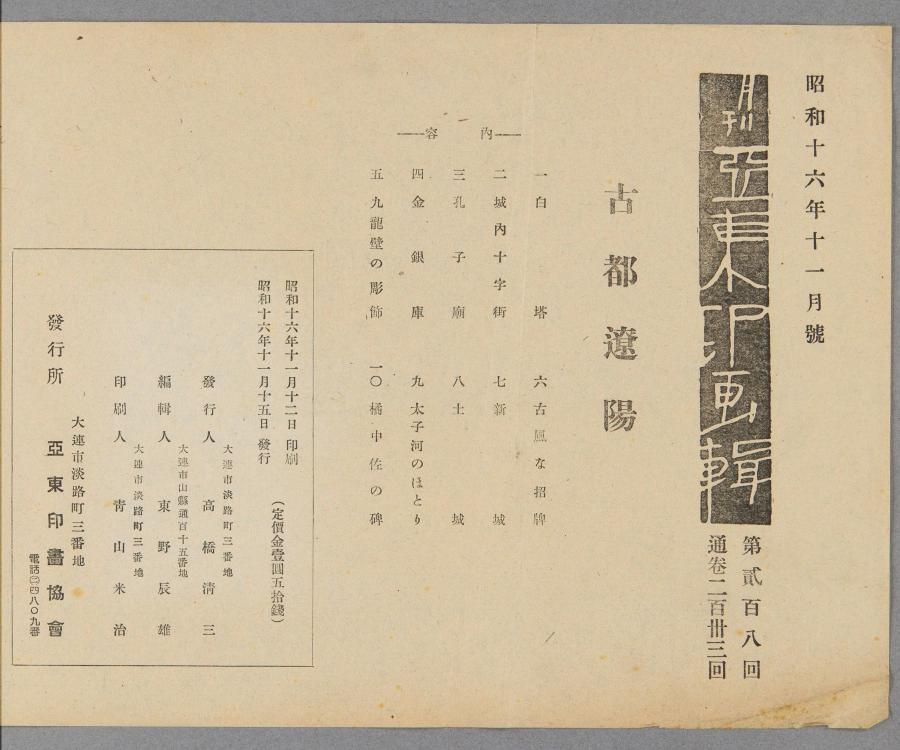 昭和十六年十一月號
月刊 亞東印画輯
第貳百八回
通卷二百卅三回
古都遼陽
內容
一 白塔
二 城內十字街
三 孔子廟
四 金銀庫
五 九龍壁の彫飾
六 古風な招牌
七 新城
八 土城
九 太子河のほとり
一〇 橘中佐の碑
昭和十六年十一月十二日 印刷
昭和十六年十一月十五日 發行
(定價金壹圓五拾錢)
大連市淡路町三番地
發行人 高橋淸三
大連市山縣通百十五番地
編輯人 東野辰雄
大連市淡路町三番地
印刷人 靑山米治
大連市淡路町三番地
發行所 亞東印畫協會
電話(二)四八〇九番